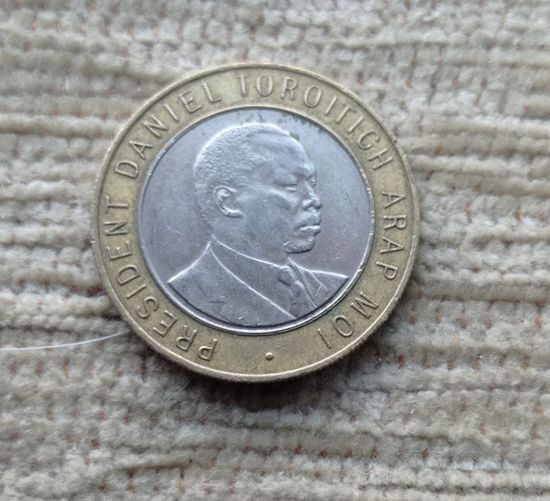 PRESIDENT DANIEL TOROITICH ARAP MOI